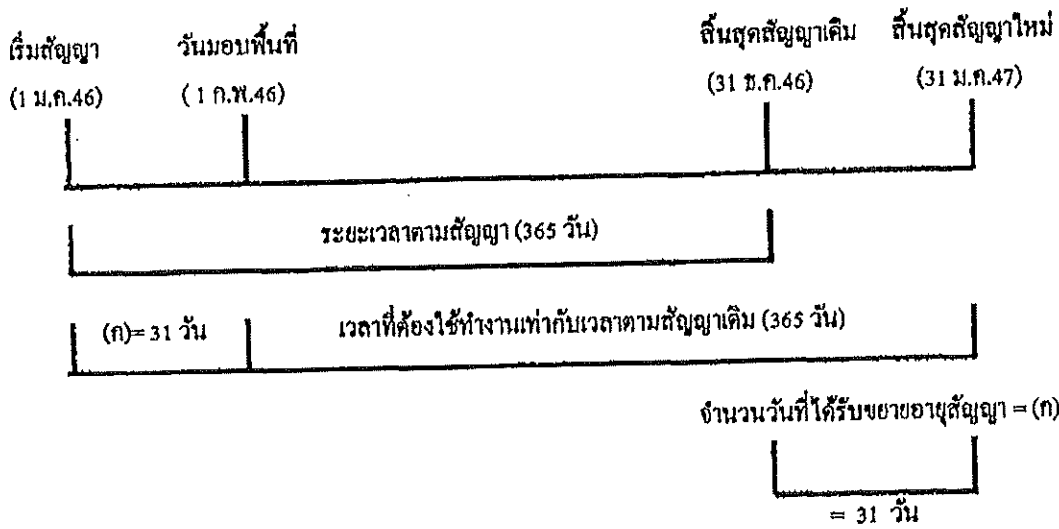 เริ่มสัญญา วันมอบพื้นที่ สิ้นสุดสัญญาเดิม สิ้นสุดสัญญาใหม่
(1 ม.ค.46) ( 1 ก.พ.46) (31 ธ.ค.46) (31 ม.ค.47)
ระยะเวลาตามสัญญา (365 วัน)
(ก)= 31 วัน เวลาที่ต้องใช้ทำงานเท่ากับเวลาตามสัญญาเดิม (365 วัน)
จำนวนวันที่ได้รับขยายอายุสัญญา = (ก)
= 31 วัน